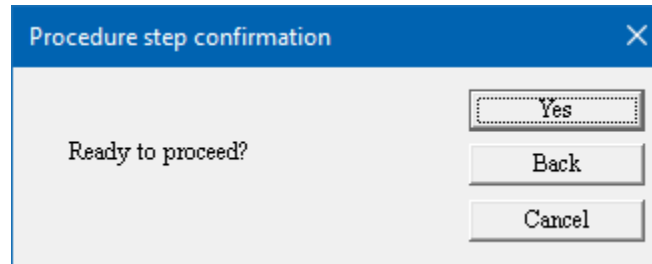 Procedure step confirmation
Ready to proceed?
Yes
Back
Cancel